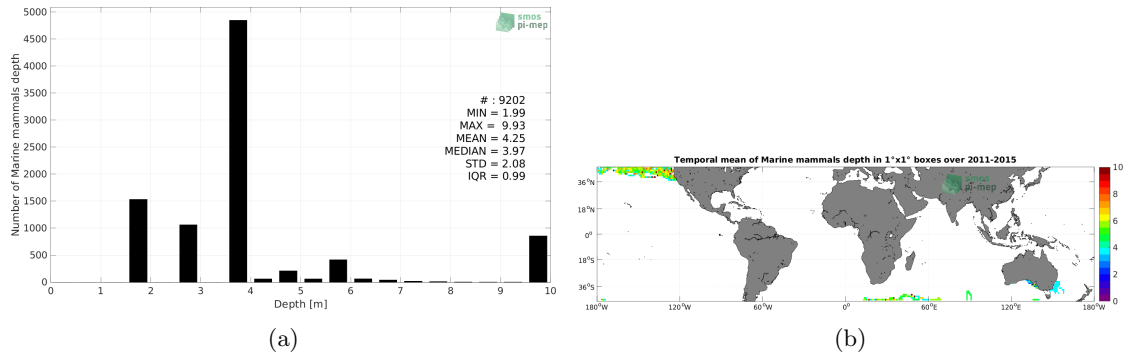 5000
4500
4000
3500
3000
2500
2000
1500
1000
500
0
Number of Marine mammals depth
smos
pi-mep
# : 9202
MIN = 1.99
MAX = 9.93
MEAN = 4.25
MEDIAN = 3.97
STD = 2.08
IQR = 0.99
0 1 2 3 4 5 6 7 8 9 10
Depth [m]
(a)
Temporal mean of Marine mammals depth in 1°x1° boxes over 2011-2015
smos
pi-mep
36°N
18°N
0°
18°S
36°S
180°W 120°W 60°W 0° 60°E 120°E 180°E
10
8
6
4
2
0
(b)